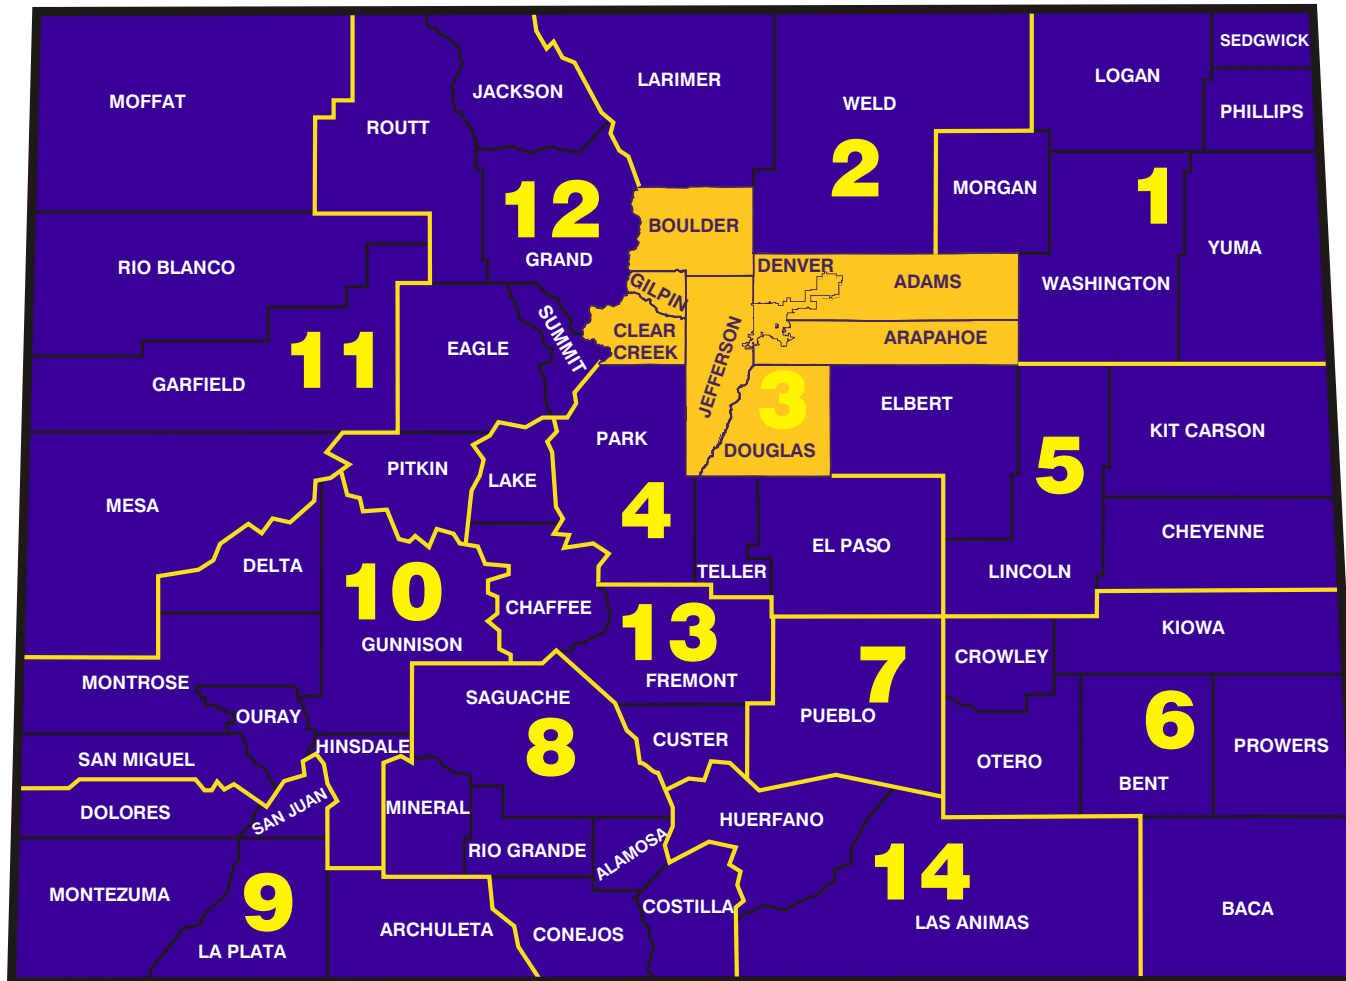 SEDGWICK
LOGAN
LARIMER
JACKSON
MOFFAT
WELD
PHILLIPS
ROUTT
2
MORGAN
1
12
BOULDER
YUMA
GRAND
RIO BLANCO
DENVER
ADAMS
WASHINGTON
GILPIN
SUMMIT
CLEAR
CREEK
ARAPAHOE
EAGLE
11
JEFFERSON
GARFIELD
3
ELBERT
PARK
KIT CARSON
DOUGLAS
PITKIN
5
LAKE
MESA
4
CHEYENNE
EL PASO
DELTA
TELLER
LINCOLN
10
CHAFFEE
13
KIOWA
GUNNISON
CROWLEY
7
FREMONT
MONTROSE
SAGUACHE
OURAY
PUEBLO
6
CUSTER
HINSDALE
8
PROWERS
SAN MIGUEL
OTERO
BENT
MINERAL
DOLORES
SAN JUAN
HUERFANO
RIO GRANDE
ALAMOSA
14
MONTEZUMA
9
COSTILLA
BACA
LAS ANIMAS
ARCHULETA
CONEJOS
LA PLATA